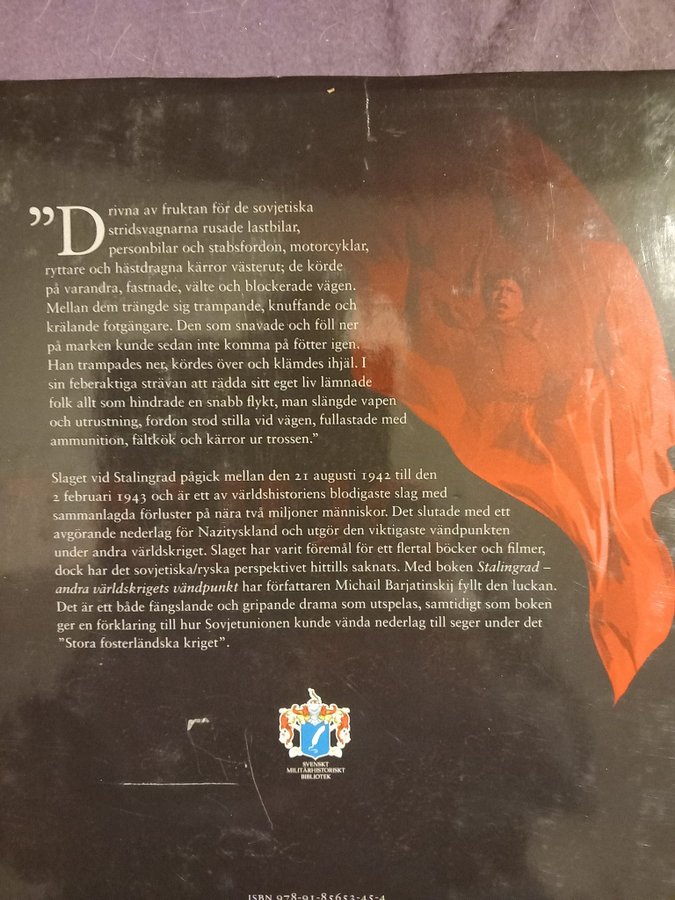 ”Drivna av fruktan för de sovjetiska
stridsvagnarna rusade lastbilar,
personbilar och stabsfordon, motorcyklar,
ryttare och hästdragna kärror västerut; de körde
på varandra, fastnade, välte och blockerade vägen.
Mellan dem trängde sig trampande, knuffande och
krälande fotgängare. Den som snavade och föll ner
på marken kunde sedan inte komma på fötter igen.
Han trampades ner, kördes över och klämdes ihjäl. I
sin feberaktiga strävan att rädda sitt eget liv lämnade
folk allt som hindrade en snabb flykt, man slängde vapen
och utrustning, fordon stod stilla vid vägen, fullastade med
ammunition, fältkök och kärror ur trossen.”
Slaget vid Stalingrad pågick mellan den 21 augusti 1942 till den
2 februari 1943 och är ett av världshistoriens blodigaste slag med
sammanlagda förluster på nära två miljoner människor. Det slutade med ett
avgörande nederlag för Nazityskland och utgör den viktigaste vändpunkten
under andra världskriget. Slaget har varit föremål för ett flertal böcker och filmer,
dock har det sovjetiska/ryska perspektivet hittills saknats. Med boken Stalingrad –
andra världskrigets vändpunkt har författaren Michail Barjatinskij fyllt den luckan.
Det är ett både fängslande och gripande drama som utspelas, samtidigt som boken
ger en förklaring till hur Sovjetunionen kunde vända nederlag till seger under det
”Stora fosterländska kriget”.
SVENSKT
MILITÄRHISTORISKT
BIBLIOTEK
ISBN 978-91-85653-45-4